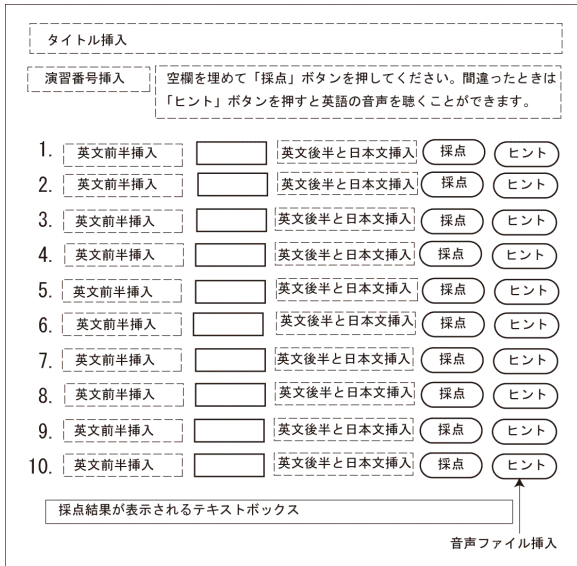 タイトル挿入
演習番号挿入
空欄を埋めて「採点」ボタンを押してください。間違ったときは
「ヒント」ボタンを押すと英語の音声を聴くことができます。
1. 英文前半挿入 英文後半と日本文挿入 採点 ヒント
2. 英文前半挿入 英文後半と日本文挿入 採点 ヒント
3. 英文前半挿入 英文後半と日本文挿入 採点 ヒント
4. 英文前半挿入 英文後半と日本文挿入 採点 ヒント
5. 英文前半挿入 英文後半と日本文挿入 採点 ヒント
6. 英文前半挿入 英文後半と日本文挿入 採点 ヒント
7. 英文前半挿入 英文後半と日本文挿入 採点 ヒント
8. 英文前半挿入 英文後半と日本文挿入 採点 ヒント
9. 英文前半挿入 英文後半と日本文挿入 採点 ヒント
10. 英文前半挿入 英文後半と日本文挿入 採点 ヒント
採点結果が表示されるテキストボックス
音声ファイル挿入